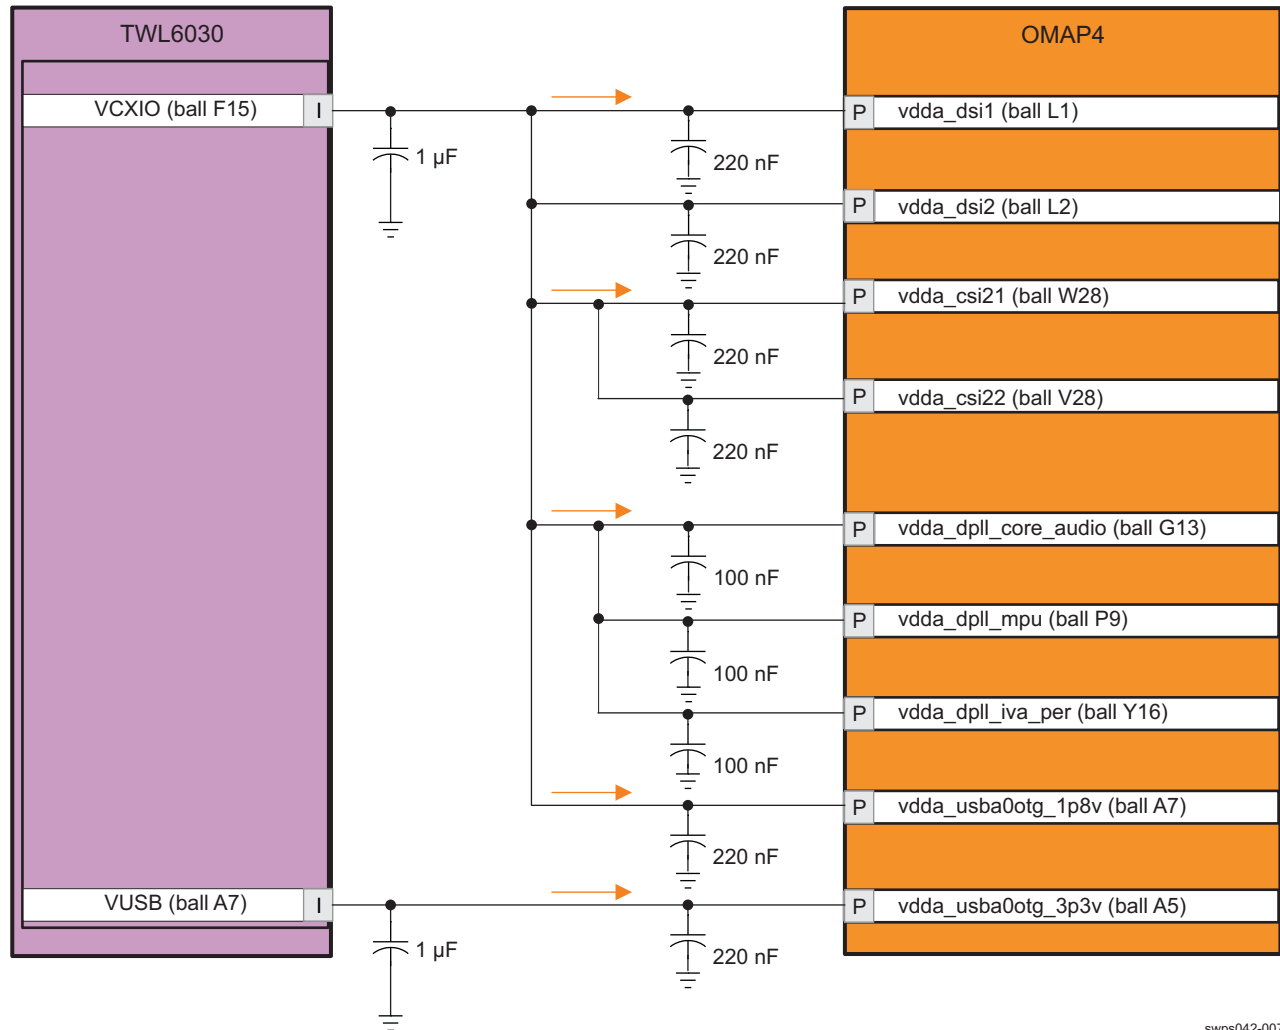 TWL6030
OMAP4
VCXIO (ball F15)
I
P
vdda_dsi1 (ball L1)
1 µF
220 nF
P
vdda_dsi2 (ball L2)
220 nF
P
vdda_csi21 (ball W28)
220 nF
P
vdda_csi22 (ball V28)
220 nF
P
vdda_dpll_core_audio (ball G13)
100 nF
P
vdda_dpll_mpu (ball P9)
100 nF
P
vdda_dpll_iva_per (ball Y16)
100 nF
P
vdda_usba0otg_1p8v (ball A7)
220 nF
VUSB (ball A7)
I
P
vdda_usba0otg_3p3v (ball A5)
1 µF
220 nF
swps042-007